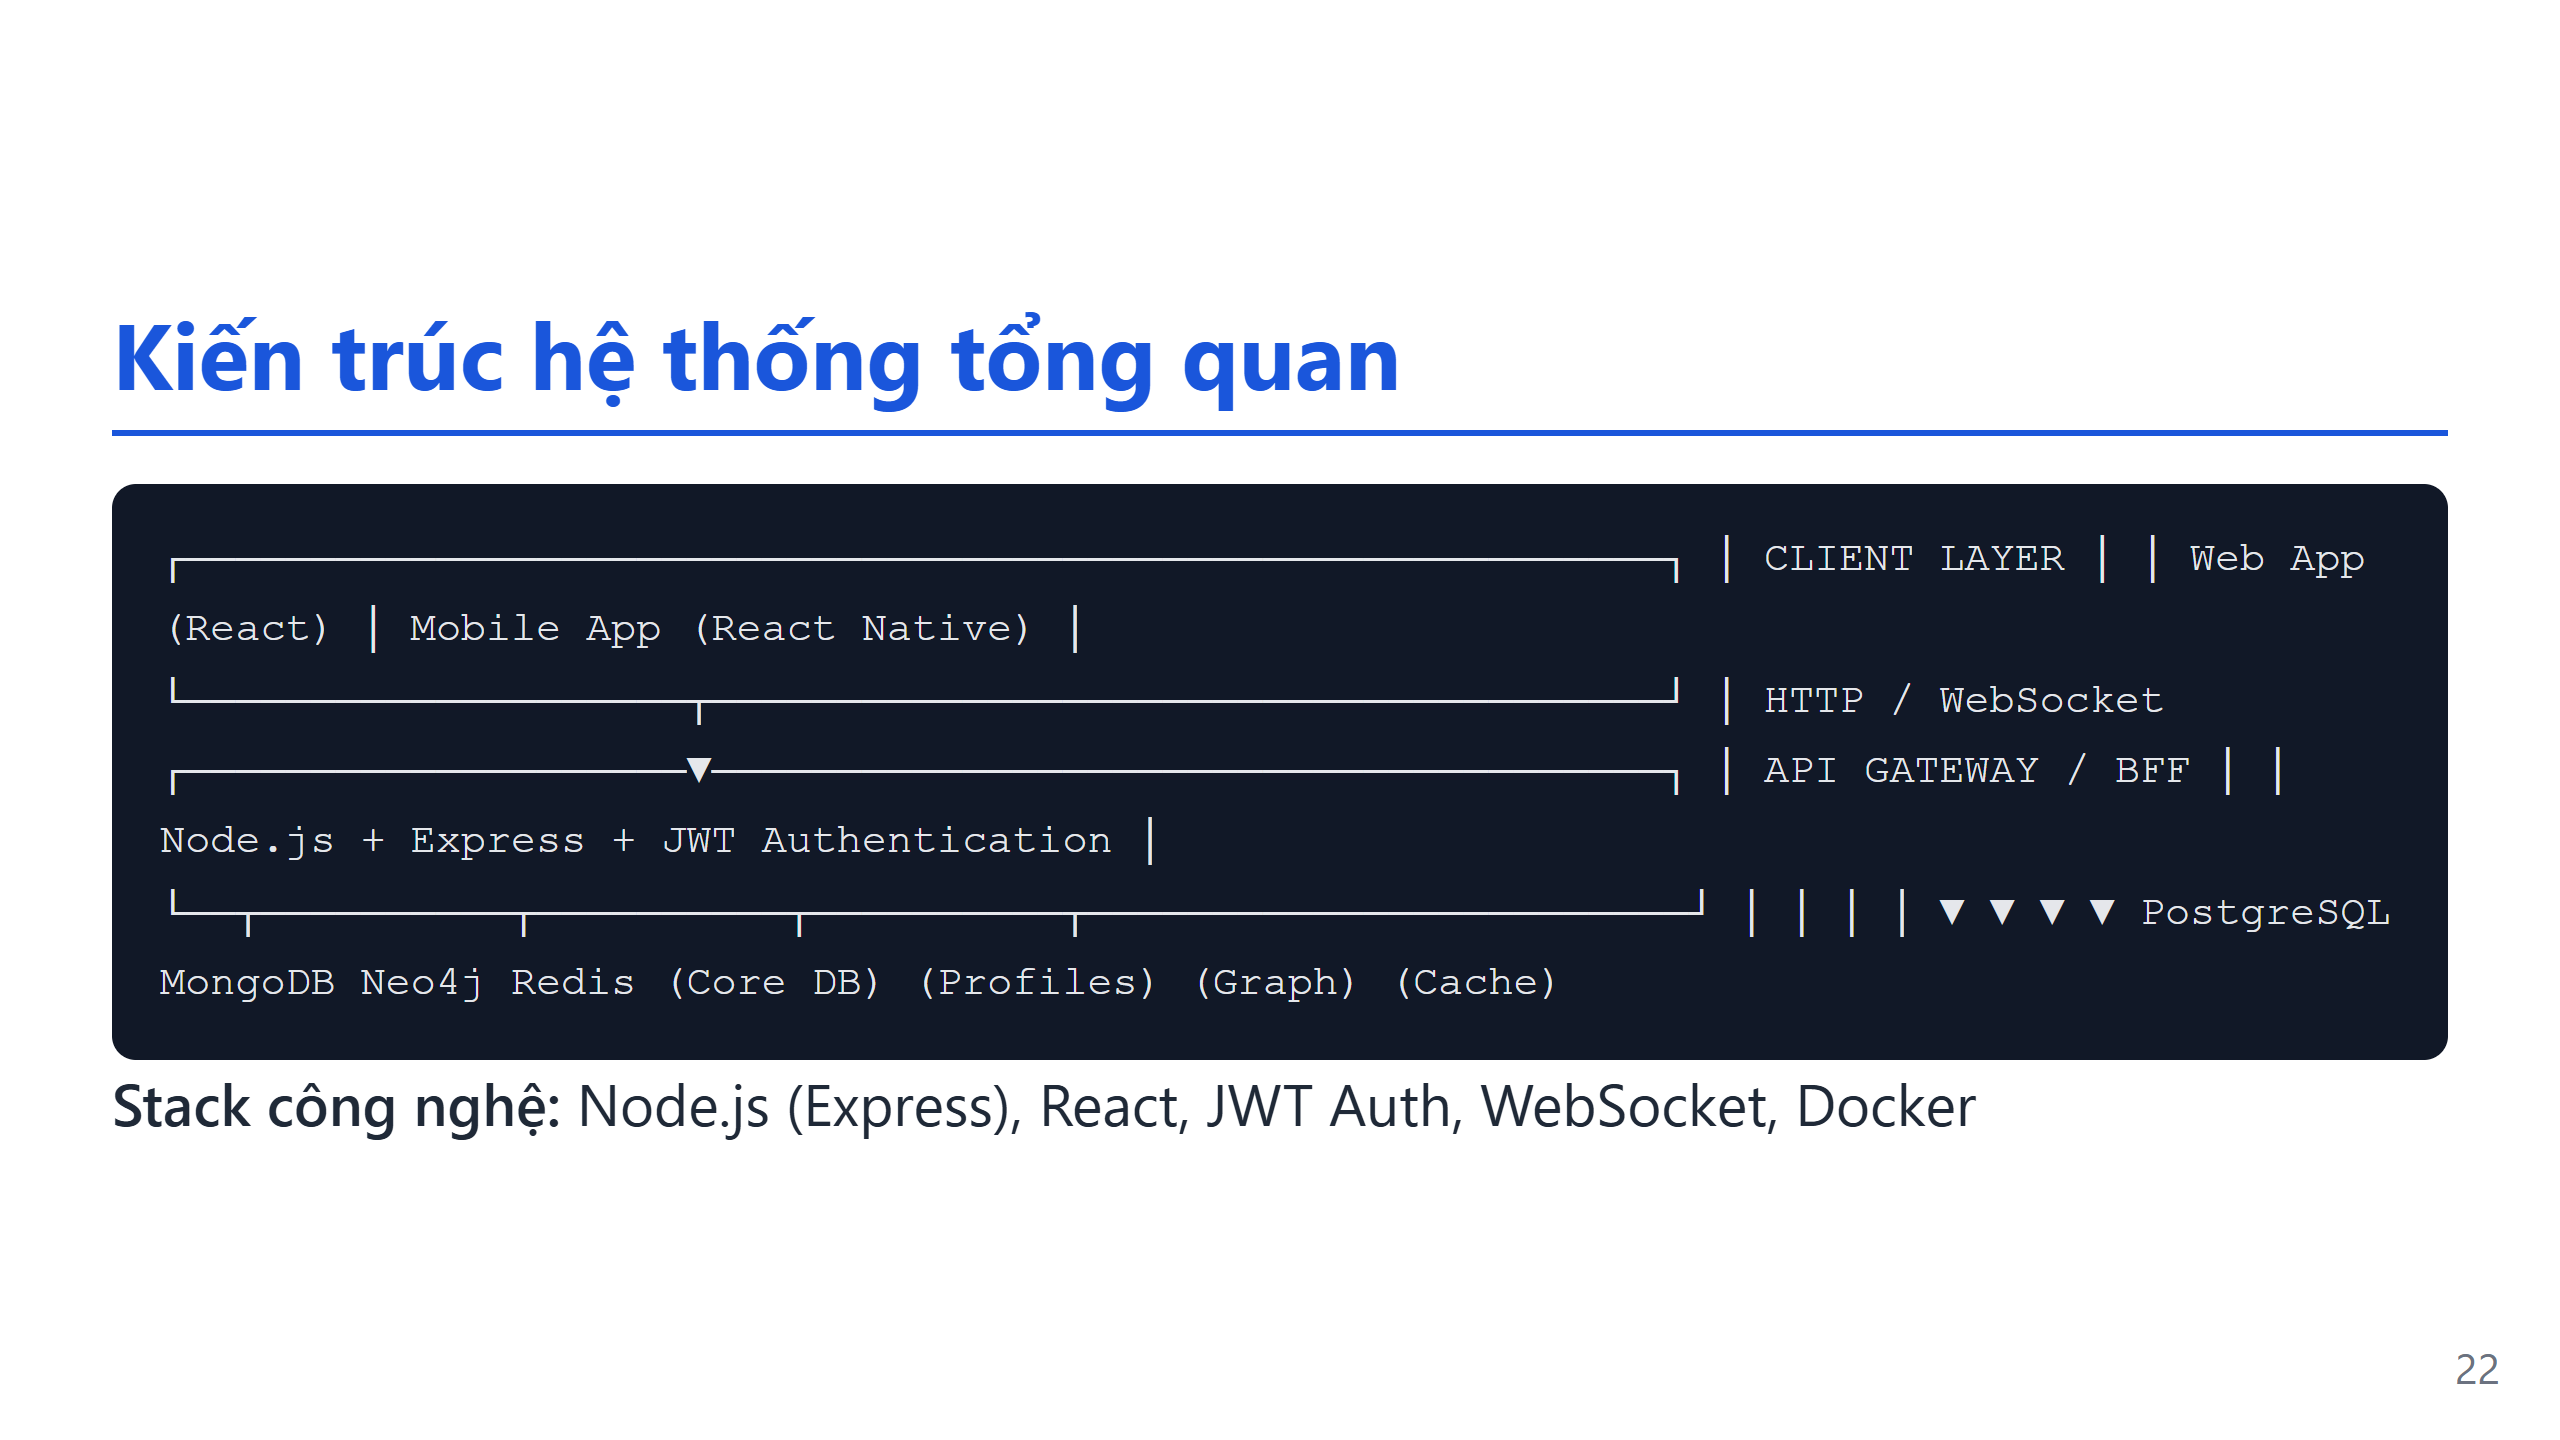 Kiến trúc hệ thống tổng quan
┌───────────────────────────────────────────────────────────┐ │ CLIENT LAYER │ │ Web App
(React) │ Mobile App (React Native) │
└────────────────────┬──────────────────────────────────────┘ │ HTTP / WebSocket
┌────────────────────▼──────────────────────────────────────┐ │ API GATEWAY / BFF │ │
Node.js + Express + JWT Authentication │
└──┬──────────┬──────────┬──────────┬────────────────────────┘ │ │ │ │ ▼ ▼ ▼ ▼ PostgreSQL
MongoDB Neo4j Redis (Core DB) (Profiles) (Graph) (Cache)
Stack công nghệ: Node.js (Express), React, JWT Auth, WebSocket, Docker
22